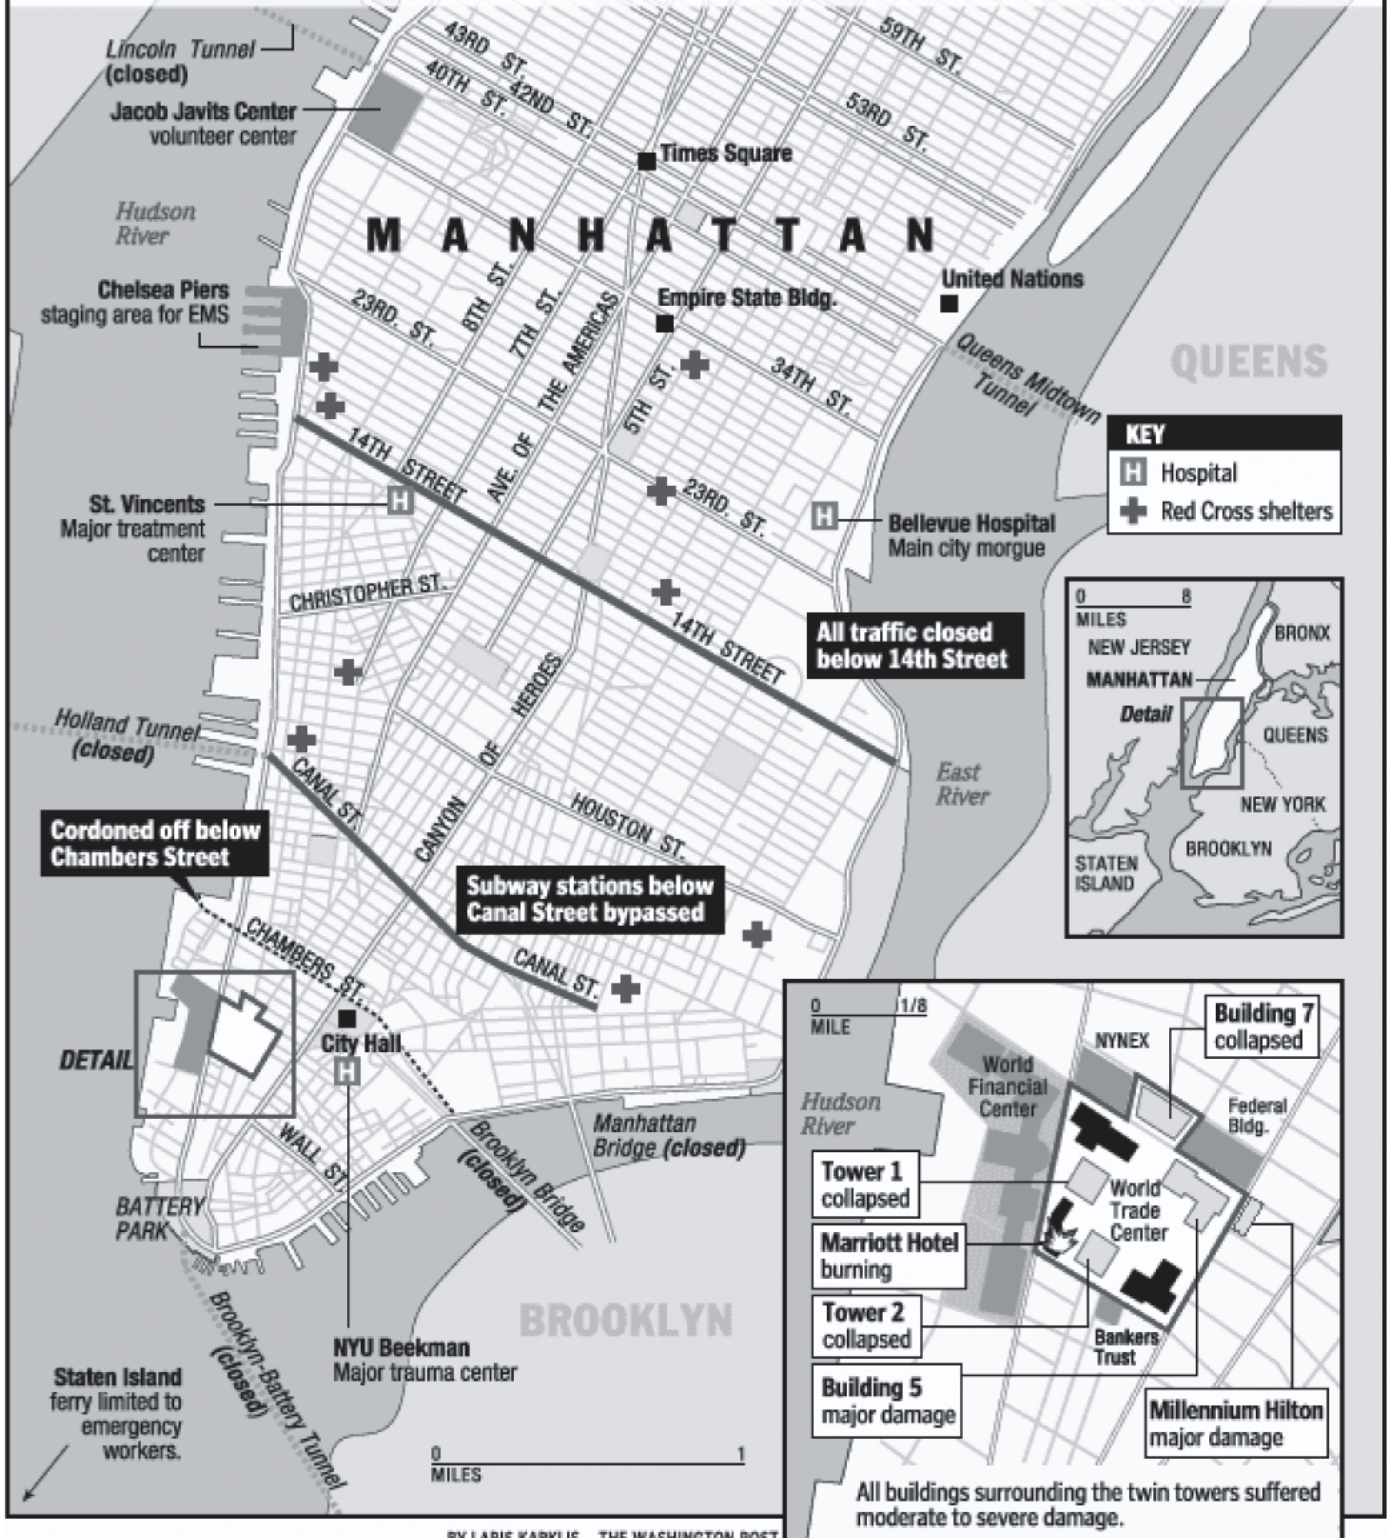 Lincoln Tunnel
(closed)
Jacob Javits Center
volunteer center
43RD ST.
40TH ST.
42ND ST.
59TH ST.
53RD ST.
Times Square
Hudson
River
MANHATTAN
United Nations
Chelsea Piers
staging area for EMS
23RD. ST.
8TH ST.
7TH ST.
AVE. OF THE AMERICAS
Empire State Bldg.
5TH ST.
34TH ST.
Queens Midtown
Tunnel
QUEENS
KEY
Hospital
Red Cross shelters
14TH STREET
St. Vincents
Major treatment
center
23RD. ST.
Bellevue Hospital
Main city morgue
CHRISTOPHER ST.
14TH STREET
All traffic closed
below 14th Street
0 8
MILES
NEW JERSEY
BRONX
MANHATTAN
Detail
QUEENS
NEW YORK
BROOKLYN
STATEN
ISLAND
Holland Tunnel
(closed)
CANYON OF HEROES
East
River
CANAL ST.
HOUSTON ST.
Cordoned off below
Chambers Street
Subway stations below
Canal Street bypassed
CHAMBERS ST.
CANAL ST.
City Hall
DETAIL
WALL ST.
BATTERY
PARK
Brooklyn Bridge
(closed)
Manhattan
Bridge (closed)
Brooklyn-Battery Tunnel
(closed)
BROOKLYN
NYU Beekman
Major trauma center
Staten Island
ferry limited to
emergency
workers.
0 1
MILES
0 1/8
MILE
NYNEX
Building 7
collapsed
World
Financial
Center
Hudson
River
Federal
Bldg.
Tower 1
collapsed
World
Trade
Center
Marriott Hotel
burning
Tower 2
collapsed
Bankers
Trust
Building 5
major damage
Millennium Hilton
major damage
All buildings surrounding the twin towers suffered
moderate to severe damage.
BY LARIS KARKLIS THE WASHINGTON POST